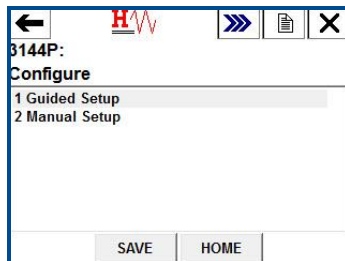 H
3144P:
Configure
1 Guided Setup
2 Manual Setup
SAVE HOME